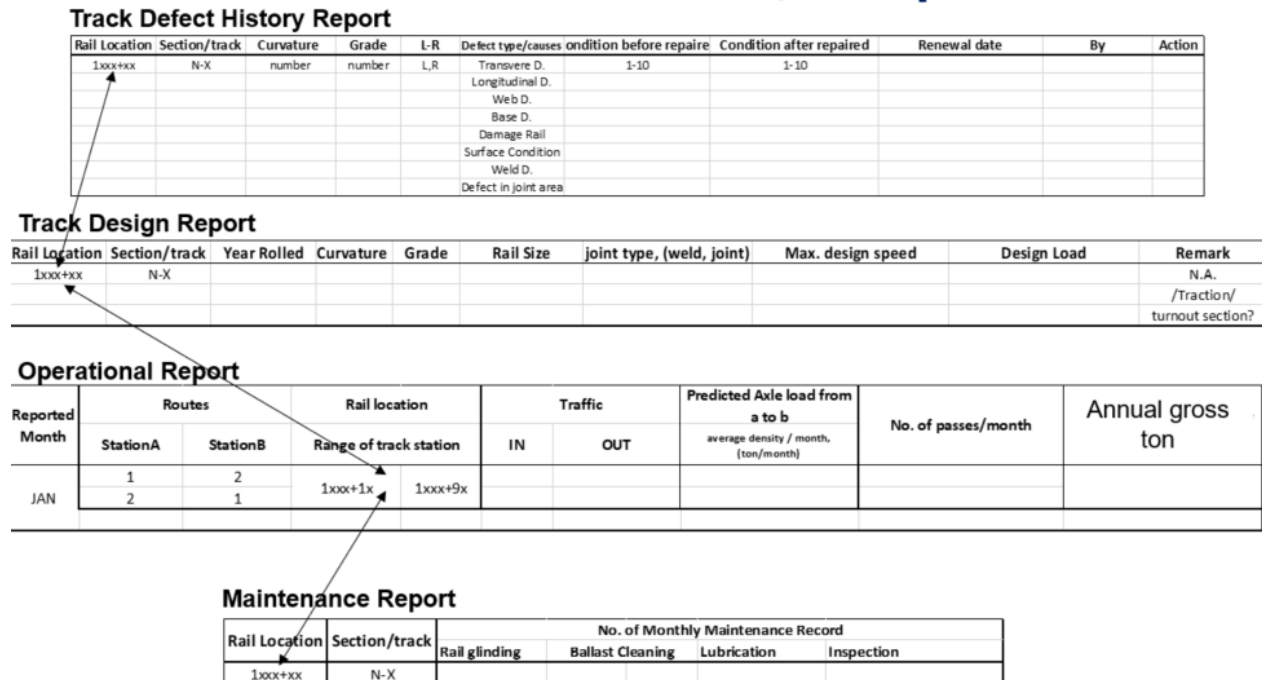 Track Defect History Report
Rail Location Section/track Curvature Grade L-R Defect type/causes ondition before repaire Condition after repaired Renewal date By Action
1xxx+xx N-X number number L,R Transvere D. 1-10 1-10
Longitudinal D.
Web D.
Base D.
Damage Rail
Surface Condition
Weld D.
Defect in joint area
Track Design Report
Rail Location Section/track Year Rolled Curvature Grade Rail Size joint type, (weld, joint) Max. design speed Design Load Remark
1xxx+xx N-X N.A.
/Traction/
turnout section?
Operational Report
Reported Month Routes Rail location Traffic Predicted Axle load from a to b No. of passes/month Annual gross ton
StationA StationB Range of track station IN OUT average density / month, (ton/month)
JAN 1 2 1xxx+1x 1xxx+9x
2 1
Maintenance Report
Rail Location Section/track No. of Monthly Maintenance Record
Rail glinding Ballast Cleaning Lubrication Inspection
1xxx+xx N-X